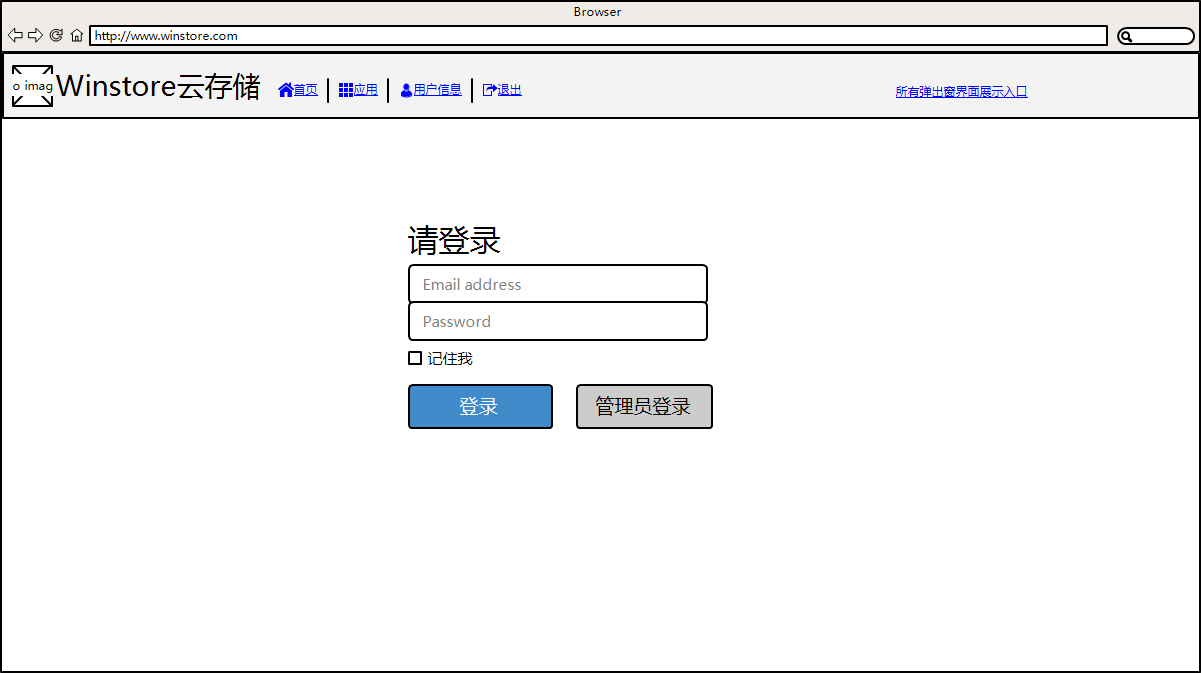 Browser
http://www.winstore.com
o imag Winstore云存储 首页 应用 用户信息 退出 所有弹出窗界面展示入口
请登录
Email address
Password
记住我
登录 管理员登录